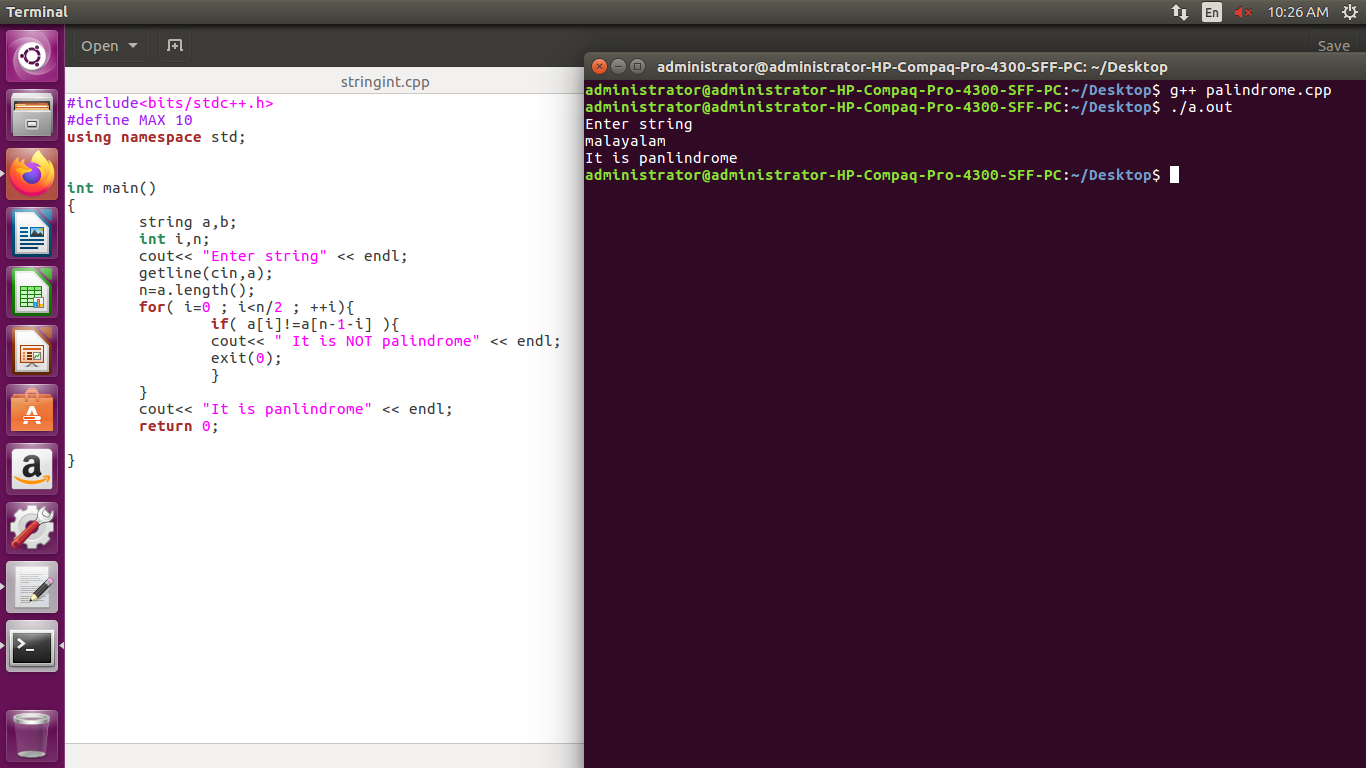 Terminal
En
10:26 AM
Open
Save
stringint.cpp
#include<bits/stdc++.h>
#define MAX 10
using namespace std;
int main()
{
string a,b;
int i,n;
cout<< "Enter string" << endl;
getline(cin,a);
n=a.length();
for( i=0 ; i<n/2 ; ++i){
if( a[i]!=a[n-1-i] ){
cout<< " It is NOT palindrome" << endl;
exit(0);
}
}
cout<< "It is panlindrome" << endl;
return 0;
}
administrator@administrator-HP-Compaq-Pro-4300-SFF-PC: ~/Desktop
administrator@administrator-HP-Compaq-Pro-4300-SFF-PC:~/Desktop$ g++ palindrome.cpp
administrator@administrator-HP-Compaq-Pro-4300-SFF-PC:~/Desktop$ ./a.out
Enter string
malayalam
It is panlindrome
administrator@administrator-HP-Compaq-Pro-4300-SFF-PC:~/Desktop$